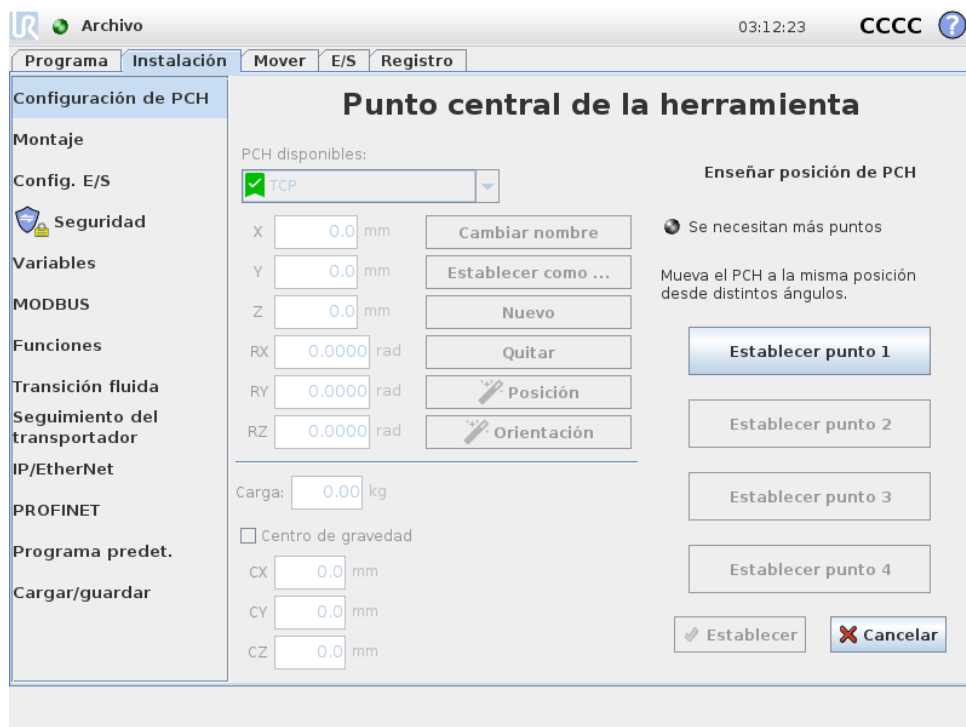 UR Archivo 03:12:23 CCCC ?
Programa Instalación Mover E/S Registro
Configuración de PCH
Montaje
Config. E/S
Seguridad
Variables
MODBUS
Funciones
Transición fluida
Seguimiento del
transportador
IP/EtherNet
PROFINET
Programa predet.
Cargar/guardar
Punto central de la herramienta
PCH disponibles:
TCP
X 0.0 mm Cambiar nombre
Y 0.0 mm Establecer como ...
Z 0.0 mm Nuevo
RX 0.0000 rad Quitar
RY 0.0000 rad Posición
RZ 0.0000 rad Orientación
Carga: 0.00 kg
Centro de gravedad
CX 0.0 mm
CY 0.0 mm
CZ 0.0 mm
Enseñar posición de PCH
Se necesitan más puntos
Mueva el PCH a la misma posición
desde distintos ángulos.
Establecer punto 1
Establecer punto 2
Establecer punto 3
Establecer punto 4
Establecer Cancelar